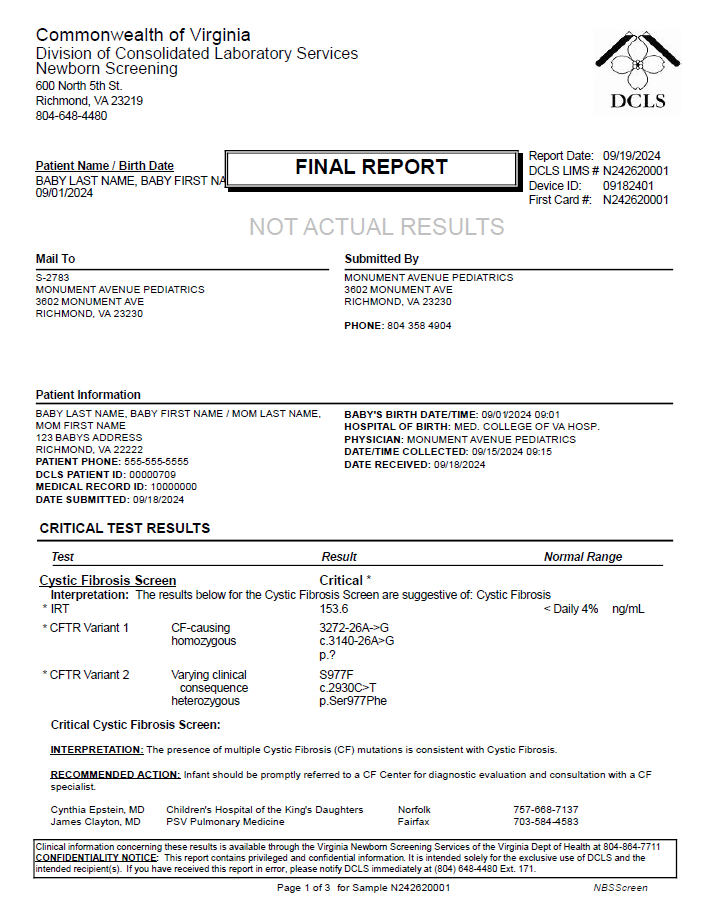 Commonwealth of Virginia
Division of Consolidated Laboratory Services
Newborn Screening
600 North 5th St.
Richmond, VA 23219
804-648-4480
DCLS
Patient Name / Birth Date
BABY LAST NAME, BABY FIRST NA
09/01/2024
FINAL REPORT
Report Date: 09/19/2024
DCLS LIMS # N242620001
Device ID: 09182401
First Card #: N242620001
NOT ACTUAL RESULTS
Mail To
S-2783
MONUMENT AVENUE PEDIATRICS
3602 MONUMENT AVE
RICHMOND, VA 23230
Submitted By
MONUMENT AVENUE PEDIATRICS
3602 MONUMENT AVE
RICHMOND, VA 23230
PHONE: 804 358 4904
Patient Information
BABY LAST NAME, BABY FIRST NAME / MOM LAST NAME,
MOM FIRST NAME
123 BABYS ADDRESS
RICHMOND, VA 22222
PATIENT PHONE: 555-555-5555
DCLS PATIENT ID: 00000709
MEDICAL RECORD ID: 10000000
DATE SUBMITTED: 09/18/2024
BABY'S BIRTH DATE/TIME: 09/01/2024 09:01
HOSPITAL OF BIRTH: MED. COLLEGE OF VA HOSP.
PHYSICIAN: MONUMENT AVENUE PEDIATRICS
DATE/TIME COLLECTED: 09/15/2024 09:15
DATE RECEIVED: 09/18/2024
CRITICAL TEST RESULTS
Test Result Normal Range
Cystic Fibrosis Screen Critical *
Interpretation: The results below for the Cystic Fibrosis Screen are suggestive of: Cystic Fibrosis
* IRT 153.6 < Daily 4% ng/mL
* CFTR Variant 1 CF-causing 3272-26A->G
homozygous c.3140-26A>G
p.?
* CFTR Variant 2 Varying clinical S977F
consequence c.2930C>T
heterozygous p.Ser977Phe
Critical Cystic Fibrosis Screen:
INTERPRETATION: The presence of multiple Cystic Fibrosis (CF) mutations is consistent with Cystic Fibrosis.
RECOMMENDED ACTION: Infant should be promptly referred to a CF Center for diagnostic evaluation and consultation with a CF
specialist.
Cynthia Epstein, MD Children's Hospital of the King's Daughters Norfolk 757-668-7137
James Clayton, MD PSV Pulmonary Medicine Fairfax 703-584-4583
Clinical information concerning these results is available through the Virginia Newborn Screening Services of the Virginia Dept of Health at 804-864-7711
CONFIDENTIALITY NOTICE: This report contains privileged and confidential information. It is intended solely for the exclusive use of DCLS and the
intended recipient(s). If you have received this report in error, please notify DCLS immediately at (804) 648-4480 Ext. 171.
Page 1 of 3 for Sample N242620001 NBSScreen